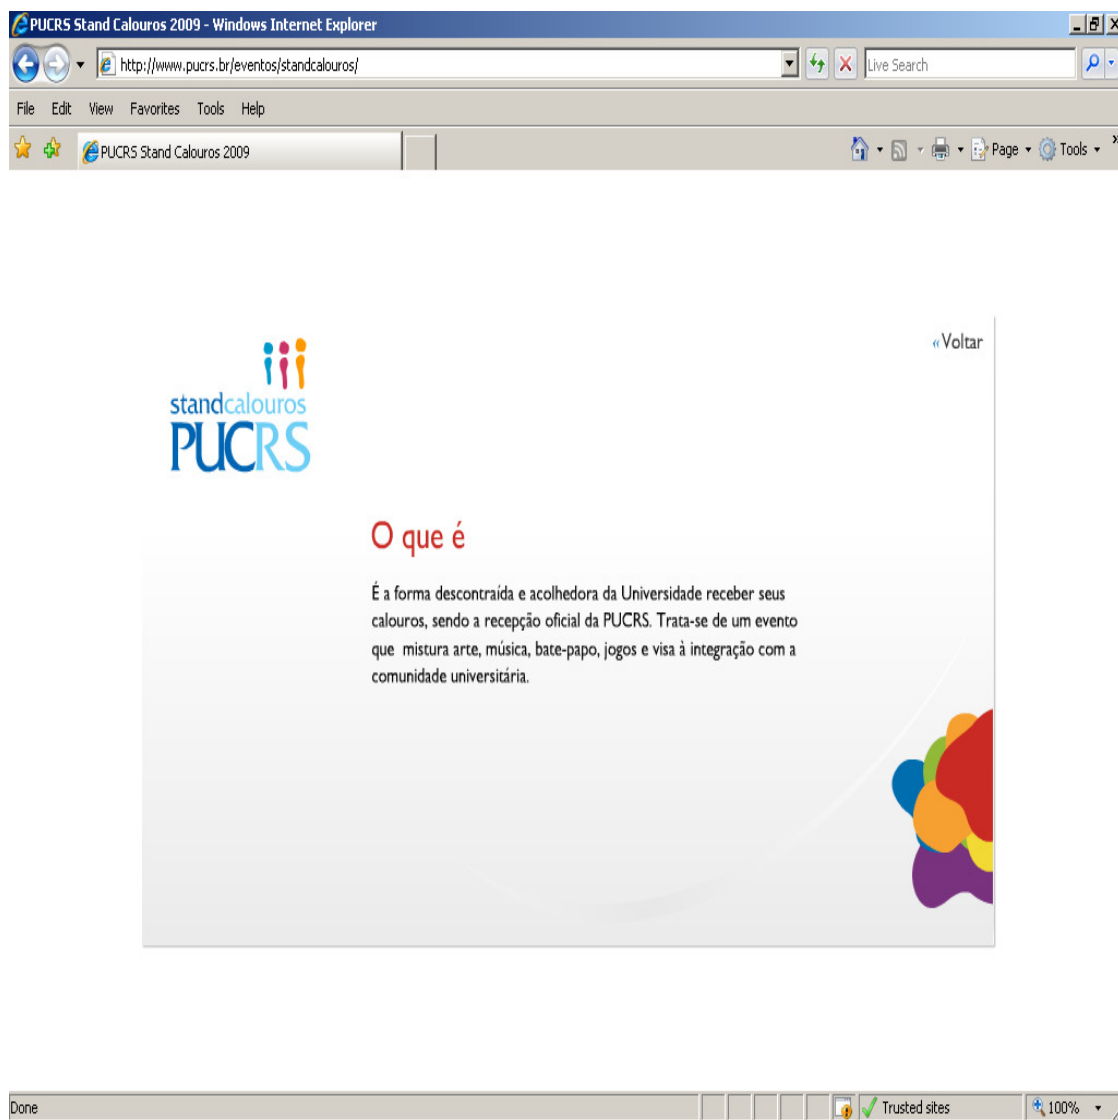 PUCRS Stand Calouros 2009 - Windows Internet Explorer
http://www.pucrs.br/eventos/standcalouros/
Live Search
File Edit View Favorites Tools Help
PUCRS Stand Calouros 2009
Page Tools »
«Voltar
standcalouros
PUCRS
O que é
É a forma descontraída e acolhedora da Universidade receber seus
calouros, sendo a recepção oficial da PUCRS. Trata-se de um evento
que mistura arte, música, bate-papo, jogos e visa à integração com a
comunidade universitária.
Done Trusted sites 100%